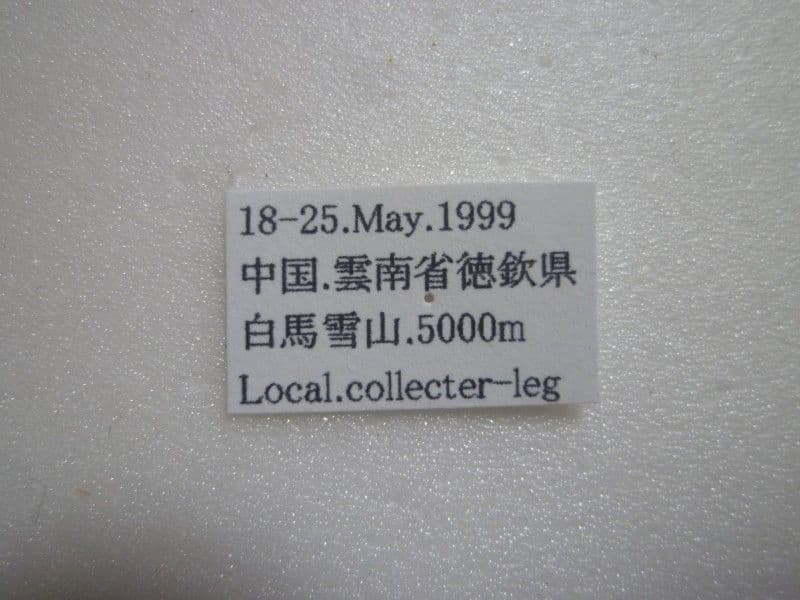 18-25.May.1999
中国.雲南省徳欽県
白馬雪山.5000m
Local.collecter-leg